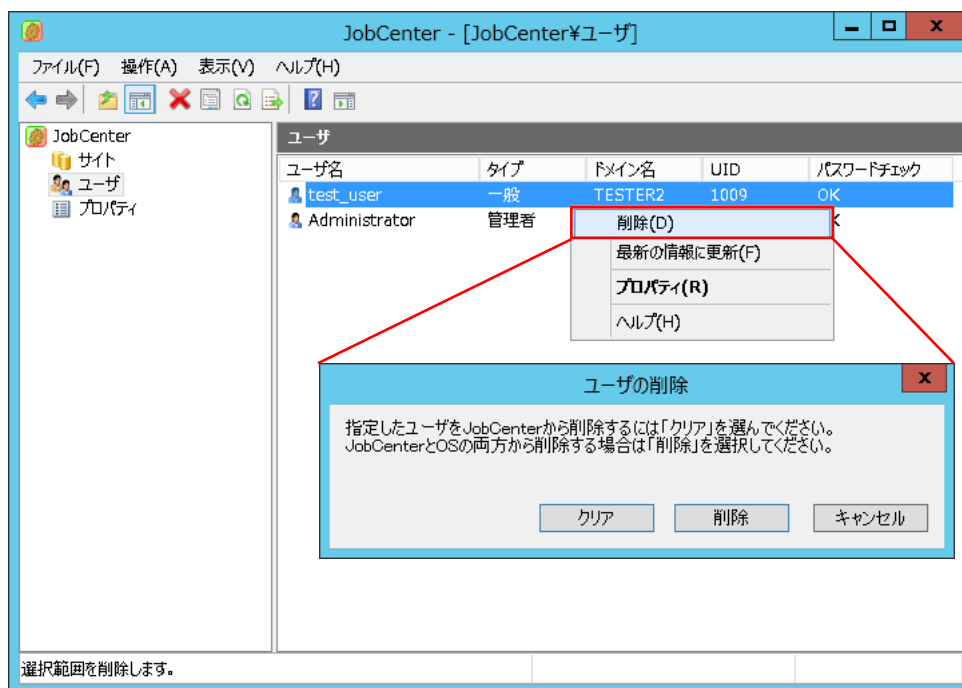 JobCenter - [JobCenter¥ユーザ]
ファイル(F) 操作(A) 表示(V) ヘルプ(H)
JobCenter
サイト
ユーザ
プロパティ
ユーザ
ユーザ名 タイプ ドメイン名 UID パスワードチェック
test_user 一般 TESTER2 1009 OK
Administrator 管理者
削除(D)
最新の情報に更新(F)
プロパティ(R)
ヘルプ(H)
ユーザの削除
指定したユーザをJobCenterから削除するには「クリア」を選んでください。
JobCenterとOSの両方から削除する場合は「削除」を選択してください。
クリア 削除 キャンセル
選択範囲を削除します。